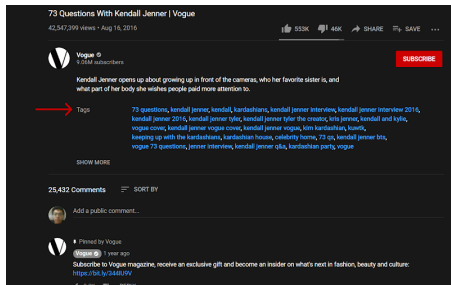 73 Questions With Kendall Jenner | Vogue
42,547,399 views • Aug 16, 2016
553K 46K SHARE SAVE
Vogue
9.06M subscribers
SUBSCRIBE
Kendall Jenner opens up about growing up in front of the cameras, who her favorite sister is, and
what part of her body she wishes people paid more attention to.
Tags 73 questions, kendall jenner, kendall, kardashians, kendall jenner interview, kendall jenner interview 2016,
kendall jenner 2016, kendall jenner tyler, kendall jenner tyler the creator, kris jenner, kendall and kylie,
vogue cover, kendall jenner vogue cover, kendall jenner vogue, kim kardashian, kuwtk,
keeping up with the kardashians, kardashian house, celebrity home, 73 qs, kendall jenner bts,
vogue 73 questions, jenner interview, kendall jenner q&a, kardashian party, vogue
SHOW MORE
25,432 Comments SORT BY
Add a public comment...
Pinned by Vogue
Vogue 1 year ago
Subscribe to Vogue magazine, receive an exclusive gift and become an insider on what's next in fashion, beauty and culture: